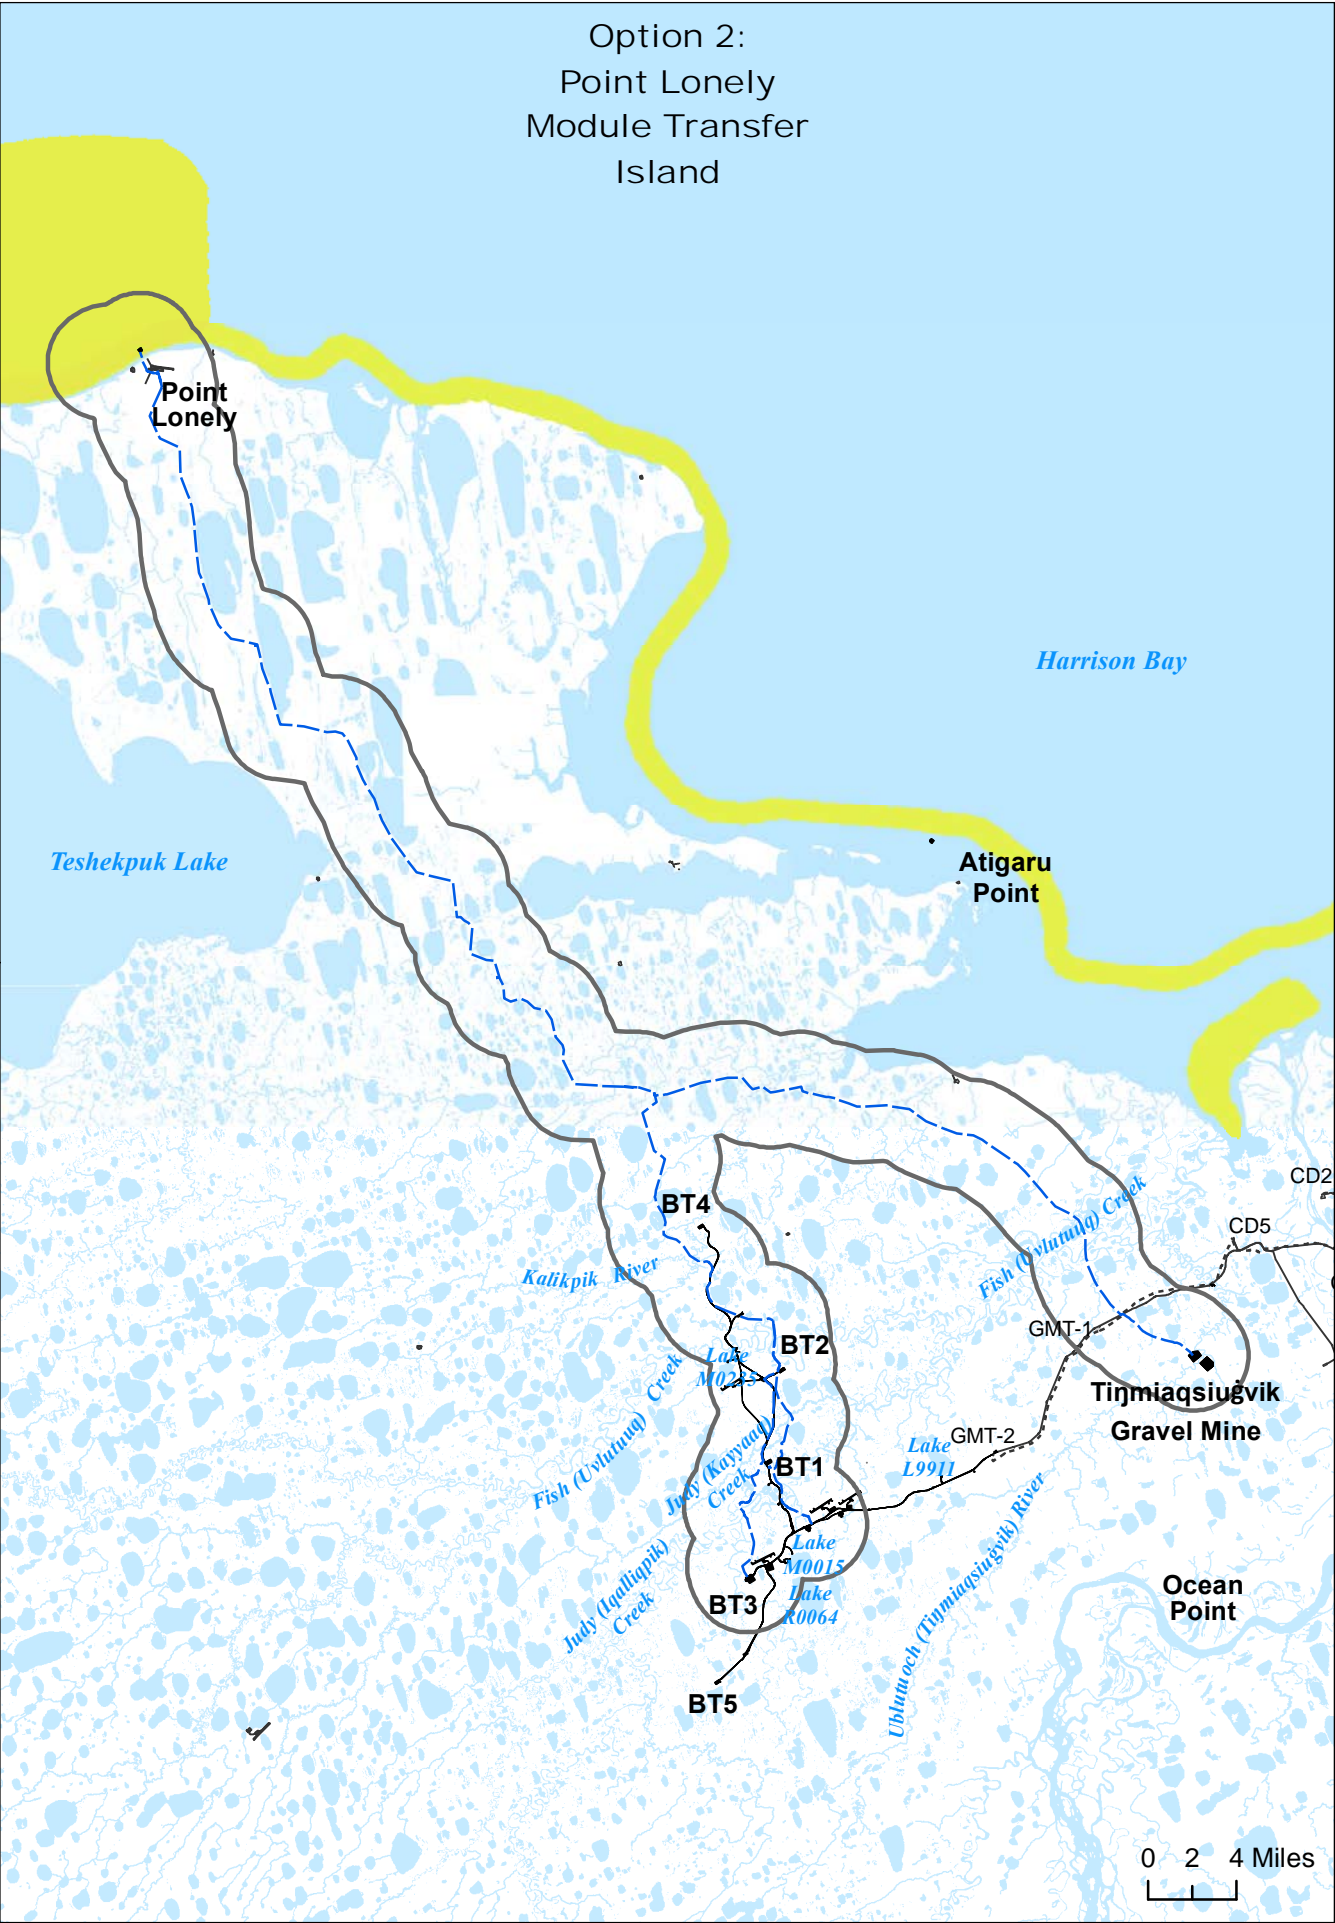 Option 2:
Point Lonely
Module Transfer
Island
Point
Lonely
Harrison Bay
Teshekpuk Lake
Atigaru
Point
CD2
BT4
CD5
Fish (Uvlutuuq) Creek
Kalikpik River
GMT-1
BT2
Lake
M0235
Tiŋmiaqsiuġvik
Gravel Mine
Fish (Uvlutuuq) Creek
Judy (Kayyaaq)
Creek
BT1
GMT-2
Lake
L9911
Lake
M0015
Judy (Iqalliqpik)
Creek
BT3
Lake
R0064
Ublutuoch (Tiŋmiaqsiuġvik) River
Ocean
Point
BT5
0 2 4 Miles